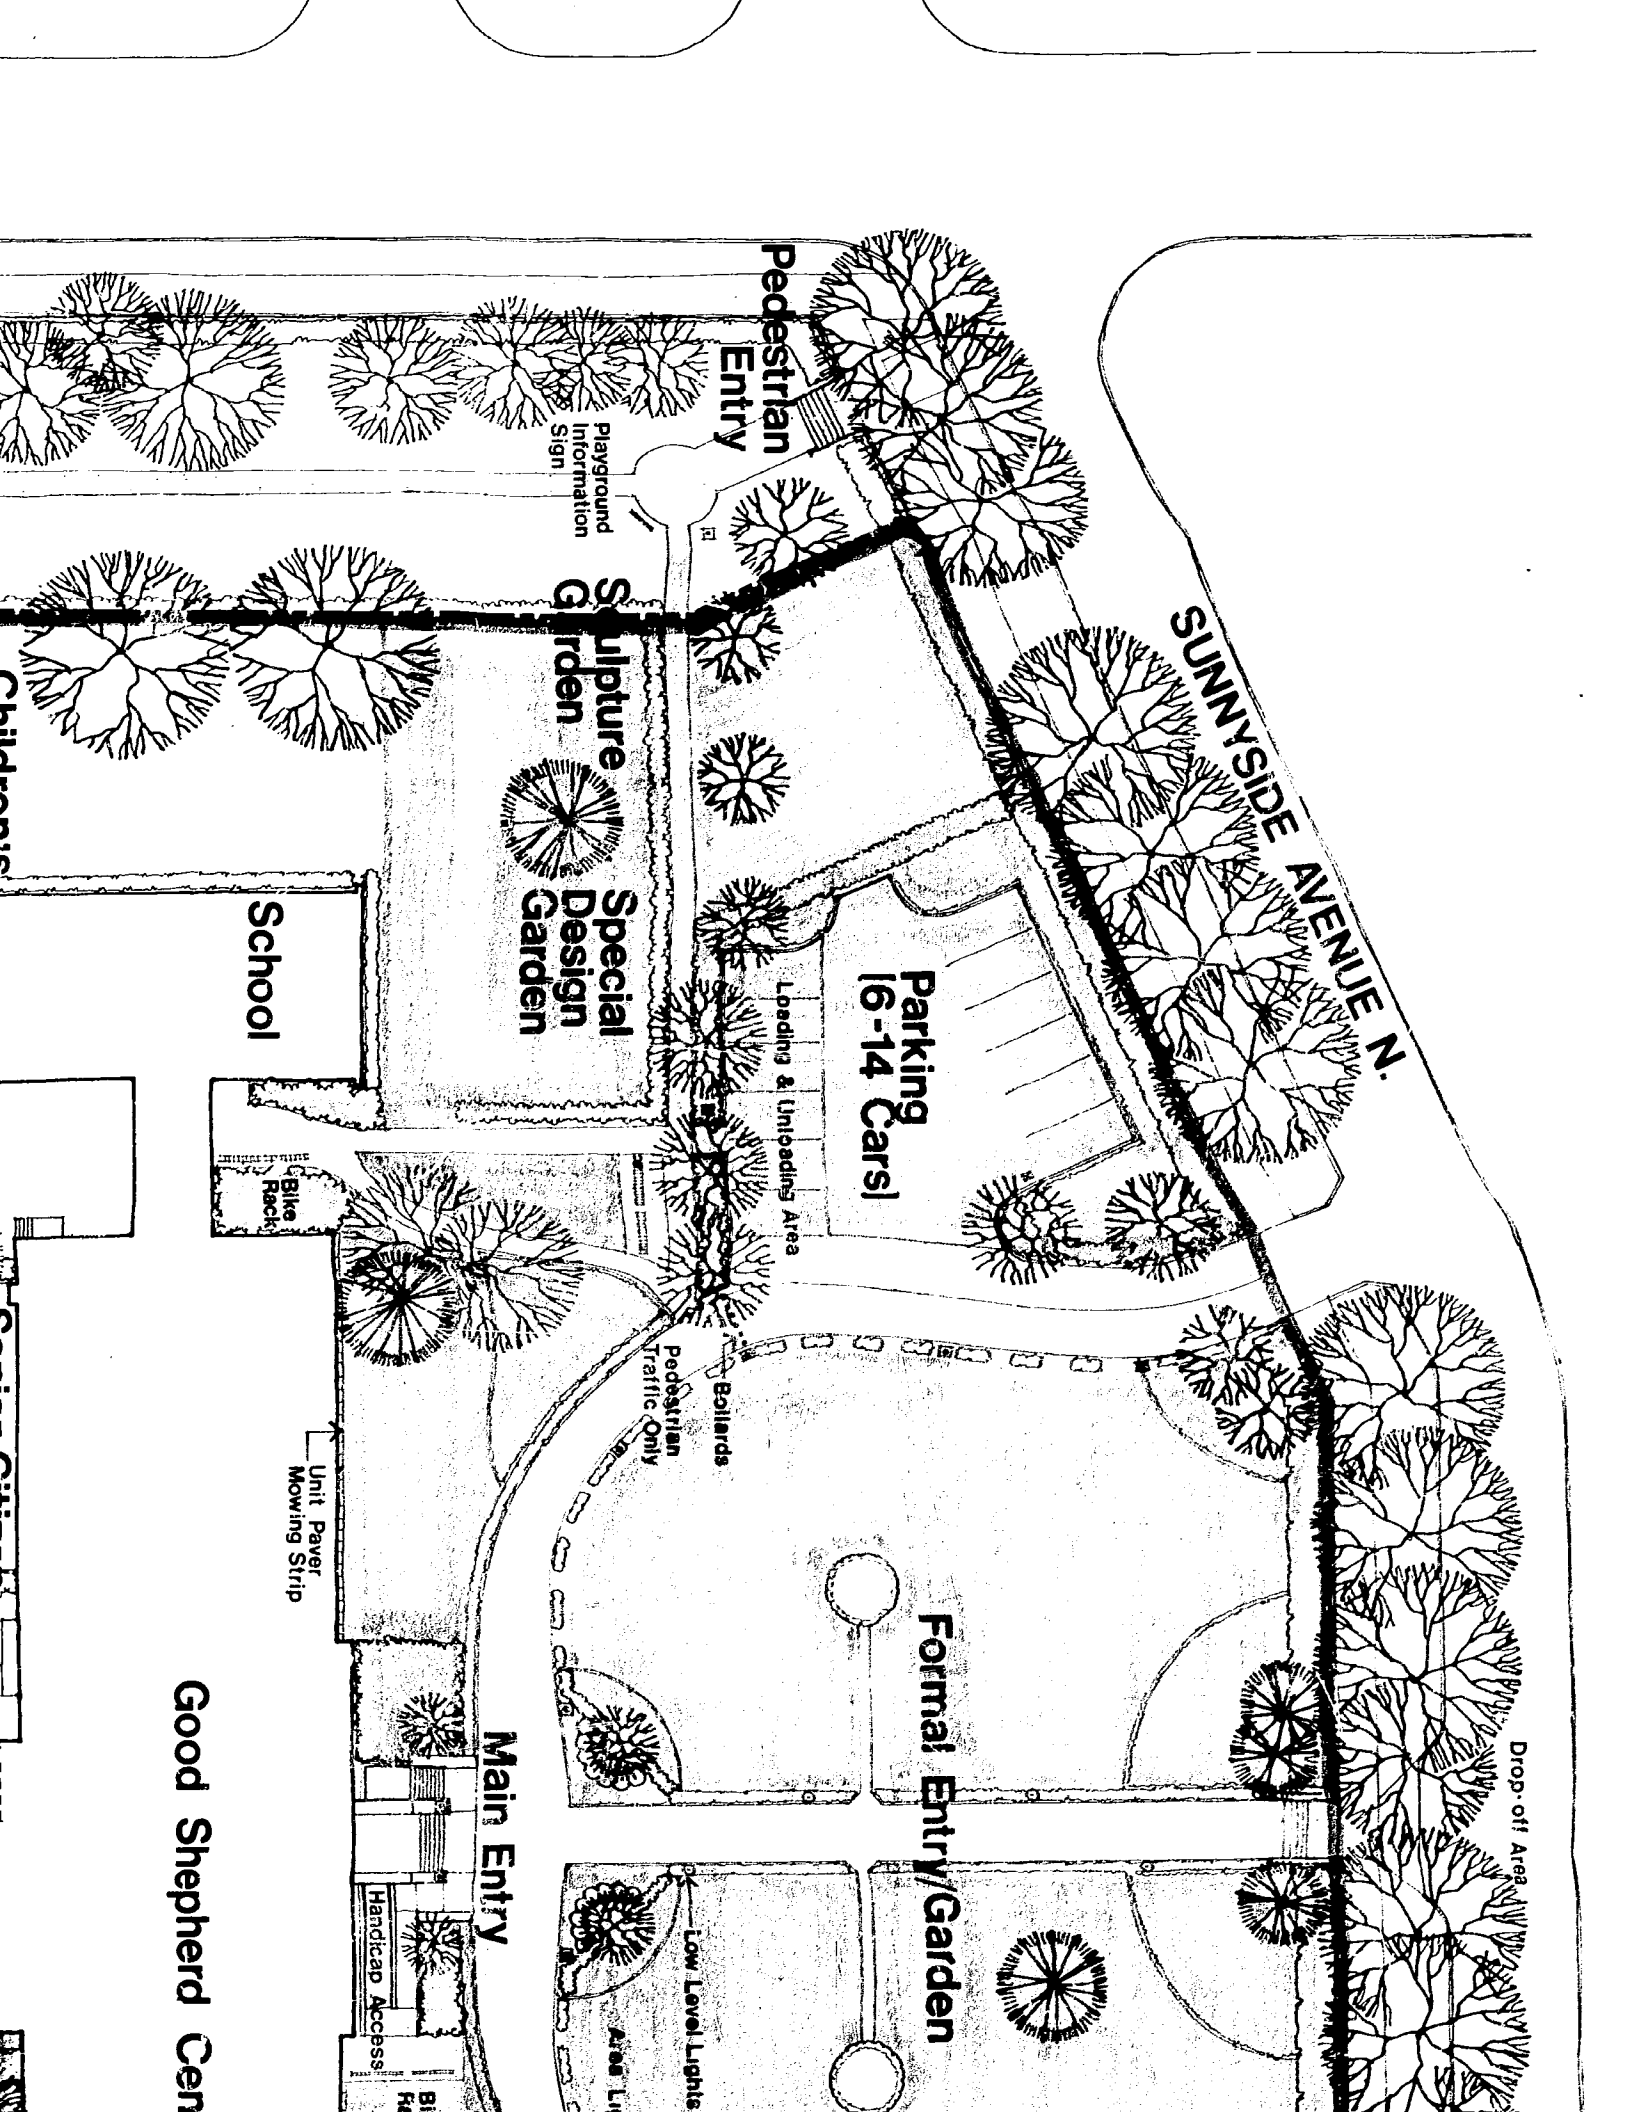 SUNNYSIDE AVENUE N.
Drop-off Area
Pedestrian
Entry
Parking
[6-14 Cars]
Formal Entry/Garden
Loading & Unloading Area
Playground
Information
Sign
Sculpture
Garden
Special
Design
Garden
Bollards
Pedestrian
Traffic Only
Low Level Lights
Area
Main Entry
Handicap Access
School
Bike
Rack
Unit Paver
Mowing Strip
Good Shepherd Cen
Children's